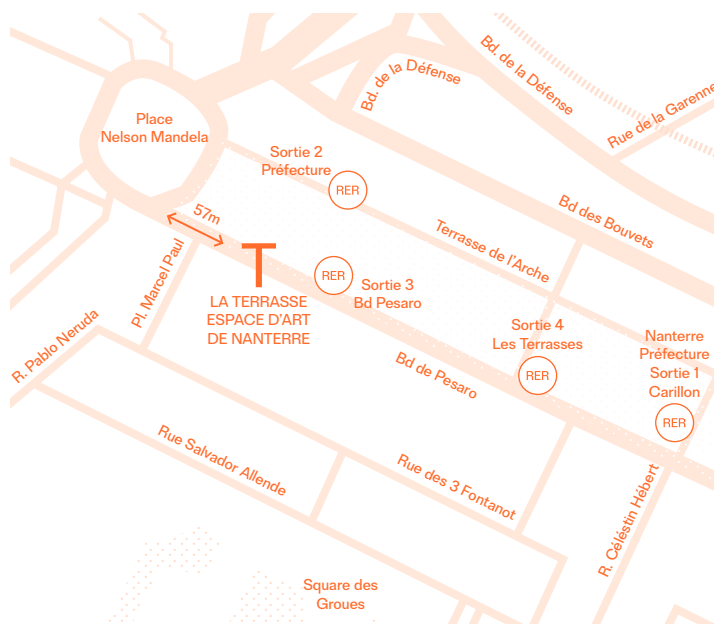 Bd. de la Défense
Bd. de la Défense
Rue de la Garenne
Place
Nelson Mandela
Sortie 2
Préfecture
RER
57m
Bd des Bouvets
Terrasse de l'Arche
Pl. Marcel Paul
RER
Sortie 3
Bd Pesaro
LA TERRASSE
ESPACE D'ART
DE NANTERRE
R. Pablo Neruda
Sortie 4
Les Terrasses
RER
Nanterre
Préfecture
Sortie 1
Carillon
RER
Bd de Pesaro
Rue Salvador Allende
Rue des 3 Fontanot
R. Céléstin Hébert
Square des
Groues